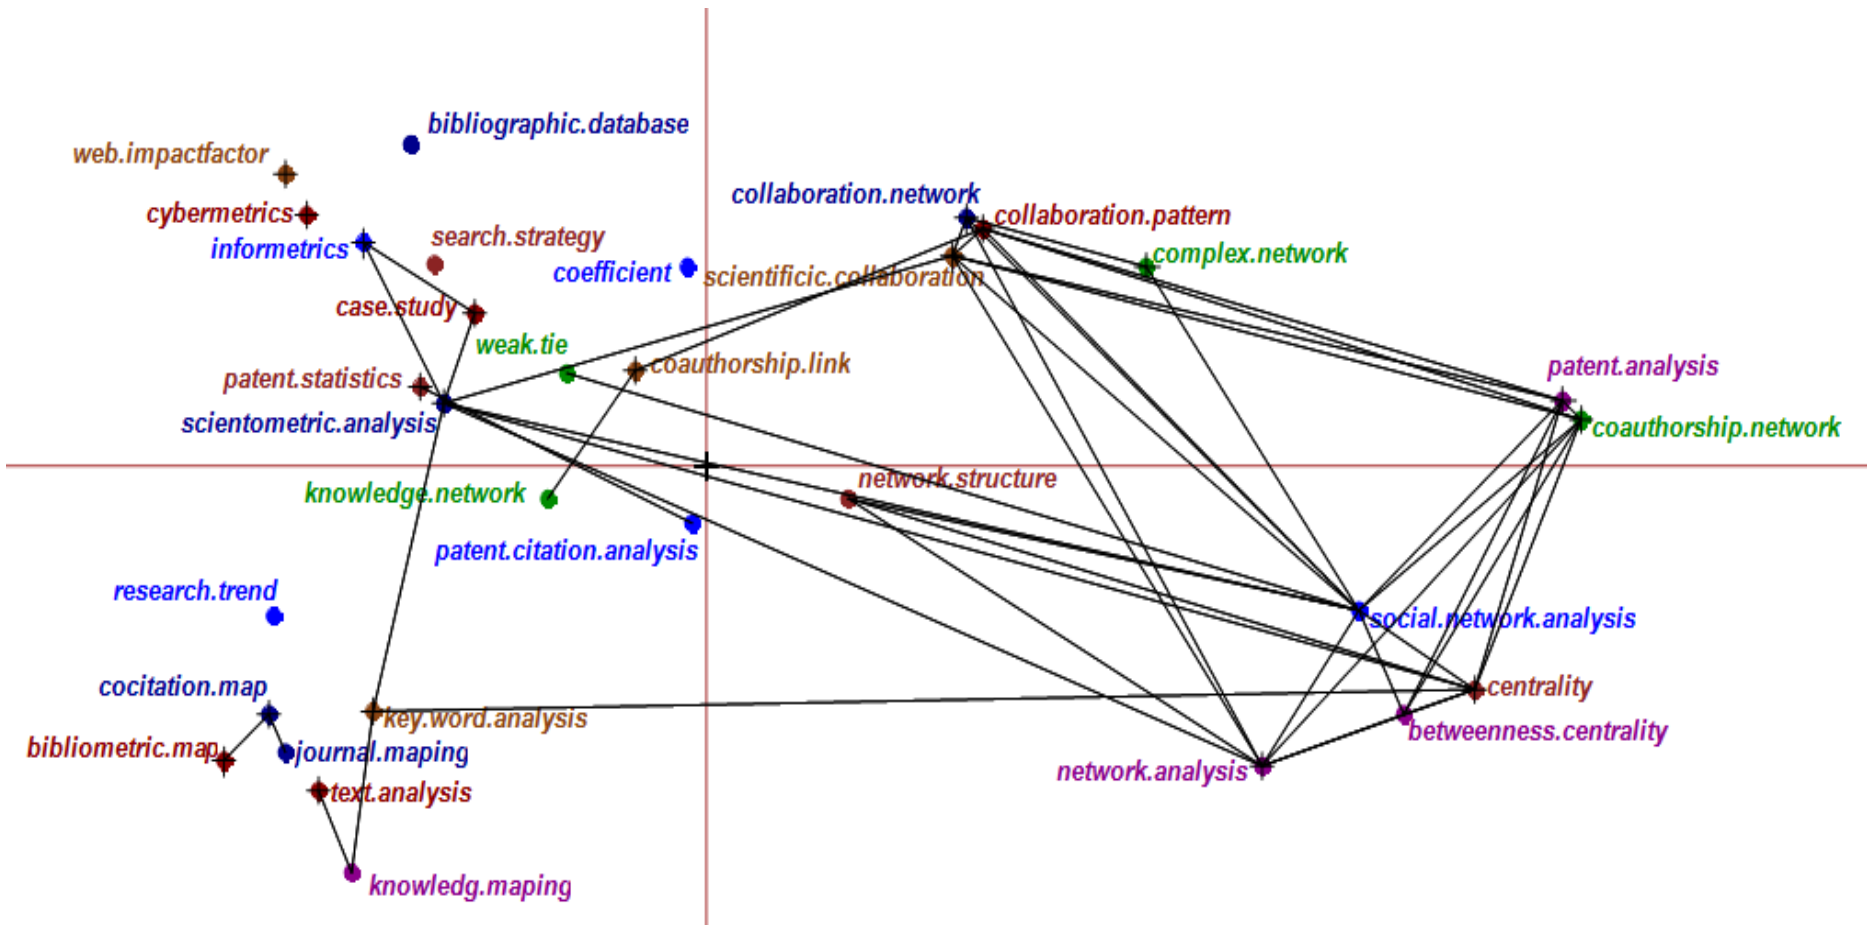 bibliographic.database
web.impactfactor
collaboration.network
cybermetrics
collaboration.pattern
informetrics
search.strategy
complex.network
coefficient
scientificic.collaboration
case.study
weak.tie
coauthorship.link
patent.analysis
patent.statistics
scientometric.analysis
coauthorship.network
network.structure
knowledge.network
patent.citation.analysis
research.trend
social.network.analysis
cocitation.map
centrality
key.word.analysis
betweenness.centrality
bibliometric.map
journal.maping
network.analysis
text.analysis
knowledg.maping